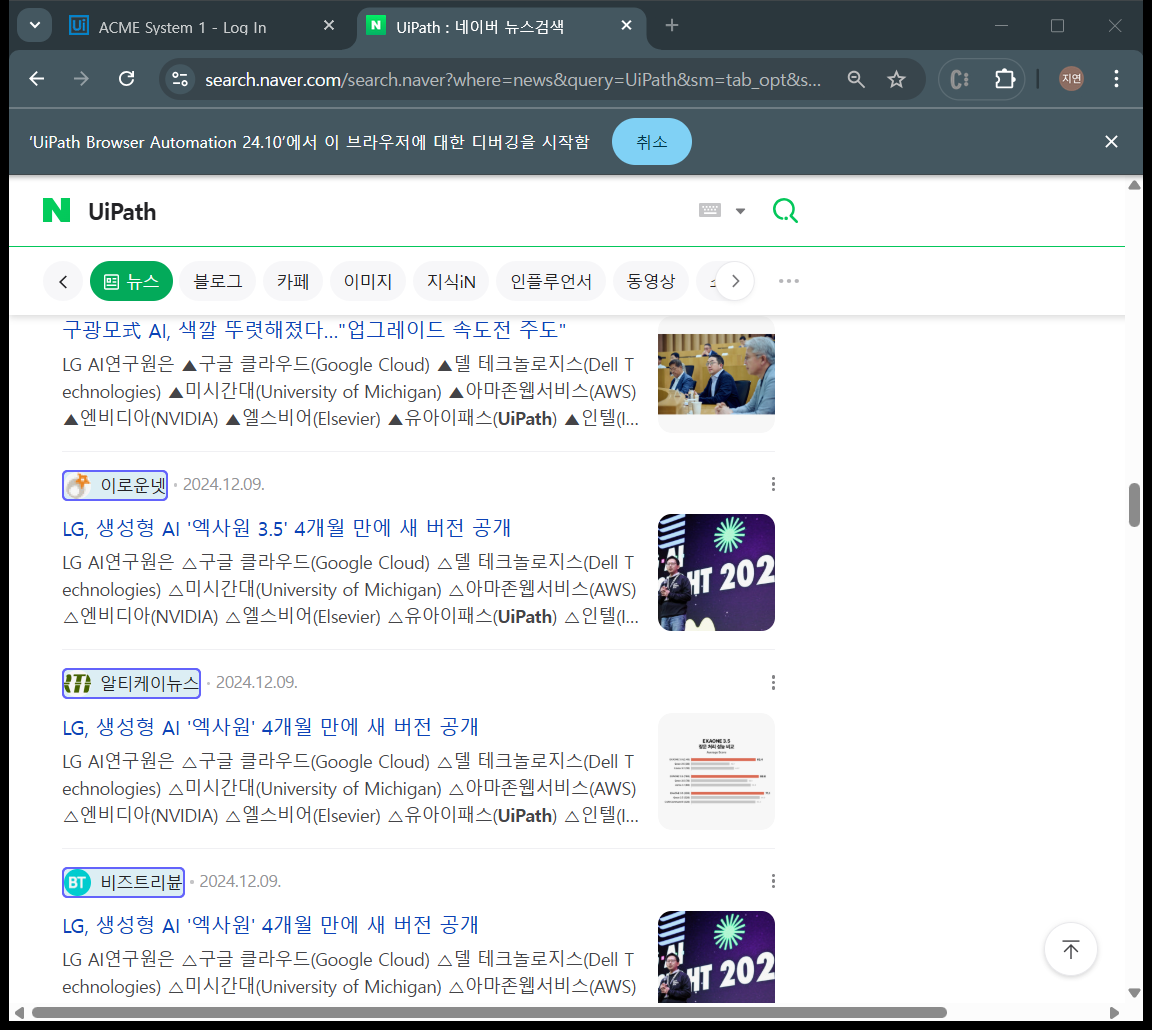 ACME System 1 - Log In
UiPath : 네이버 뉴스검색
search.naver.com/search.naver?where=news&query=UiPath&sm=tab_opt&s...
지연
'UiPath Browser Automation 24.10'에서 이 브라우저에 대한 디버깅을 시작함
취소
N UiPath
뉴스 블로그 카페 이미지 지식iN 인플루언서 동영상
구광모式 AI, 색깔 뚜렷해졌다…"업그레이드 속도전 주도"
LG AI연구원은 ▲구글 클라우드(Google Cloud) ▲델 테크놀로지스(Dell T
echnologies) ▲미시간대(University of Michigan) ▲아마존웹서비스(AWS)
▲엔비디아(NVIDIA) ▲엘스비어(Elsevier) ▲유아이패스(UiPath) ▲인텔(I...
이로운넷 · 2024.12.09.
LG, 생성형 AI '엑사원 3.5' 4개월 만에 새 버전 공개
LG AI연구원은 △구글 클라우드(Google Cloud) △델 테크놀로지스(Dell T
echnologies) △미시간대(University of Michigan) △아마존웹서비스(AWS)
△엔비디아(NVIDIA) △엘스비어(Elsevier) △유아이패스(UiPath) △인텔(I...
HT 202
알티케이뉴스 · 2024.12.09.
LG, 생성형 AI '엑사원' 4개월 만에 새 버전 공개
LG AI연구원은 △구글 클라우드(Google Cloud) △델 테크놀로지스(Dell T
echnologies) △미시간대(University of Michigan) △아마존웹서비스(AWS)
△엔비디아(NVIDIA) △엘스비어(Elsevier) △유아이패스(UiPath) △인텔(I...
EXAONE 3.5
BT 비즈트리뷴 · 2024.12.09.
LG, 생성형 AI '엑사원' 4개월 만에 새 버전 공개
LG AI연구원은 △구글 클라우드(Google Cloud) △델 테크놀로지스(Dell T
echnologies) △미시간대(University of Michigan) △아마존웹서비스(AWS)
HT 202